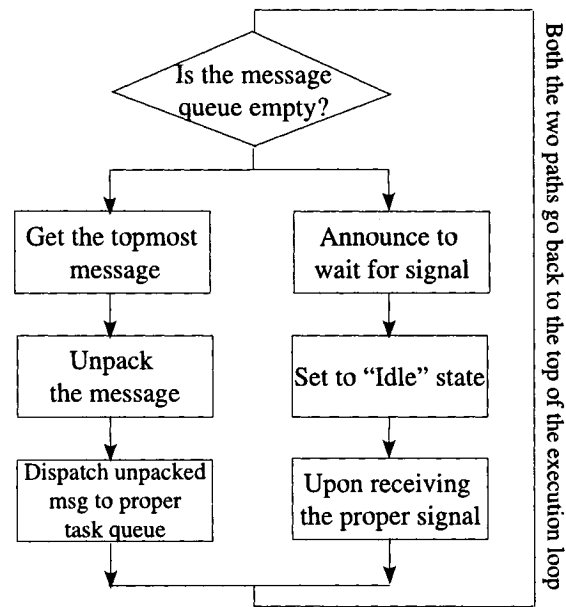 Is the message
queue empty?
Get the topmost
message
Announce to
wait for signal
Unpack
the message
Set to “Idle” state
Dispatch unpacked
msg to proper
task queue
Upon receiving
the proper signal
Both the two paths go back to the top of the execution loop